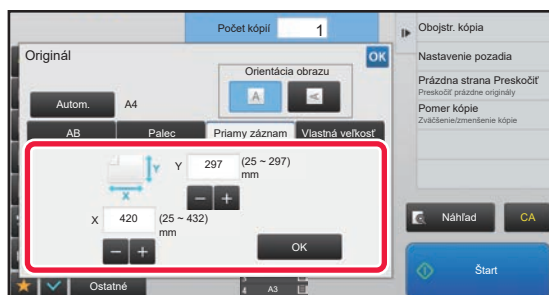 Počet kópií 1
Originál
OK
Orientácia obrazu
A A
Autom. A4
AB Palec Priamy záznam Vlastná veľkosť
Y
Y 297 (25 ~ 297)
mm
X
X 420 (25 ~ 432)
mm
OK
Ostatné
4 A3
Obojstr. kópia
Nastavenie pozadia
Prázdna strana Preskočiť
Preskočiť prázdne originály
Pomer kópie
Zväčšenie/zmenšenie kópie
Náhľad CA
Štart